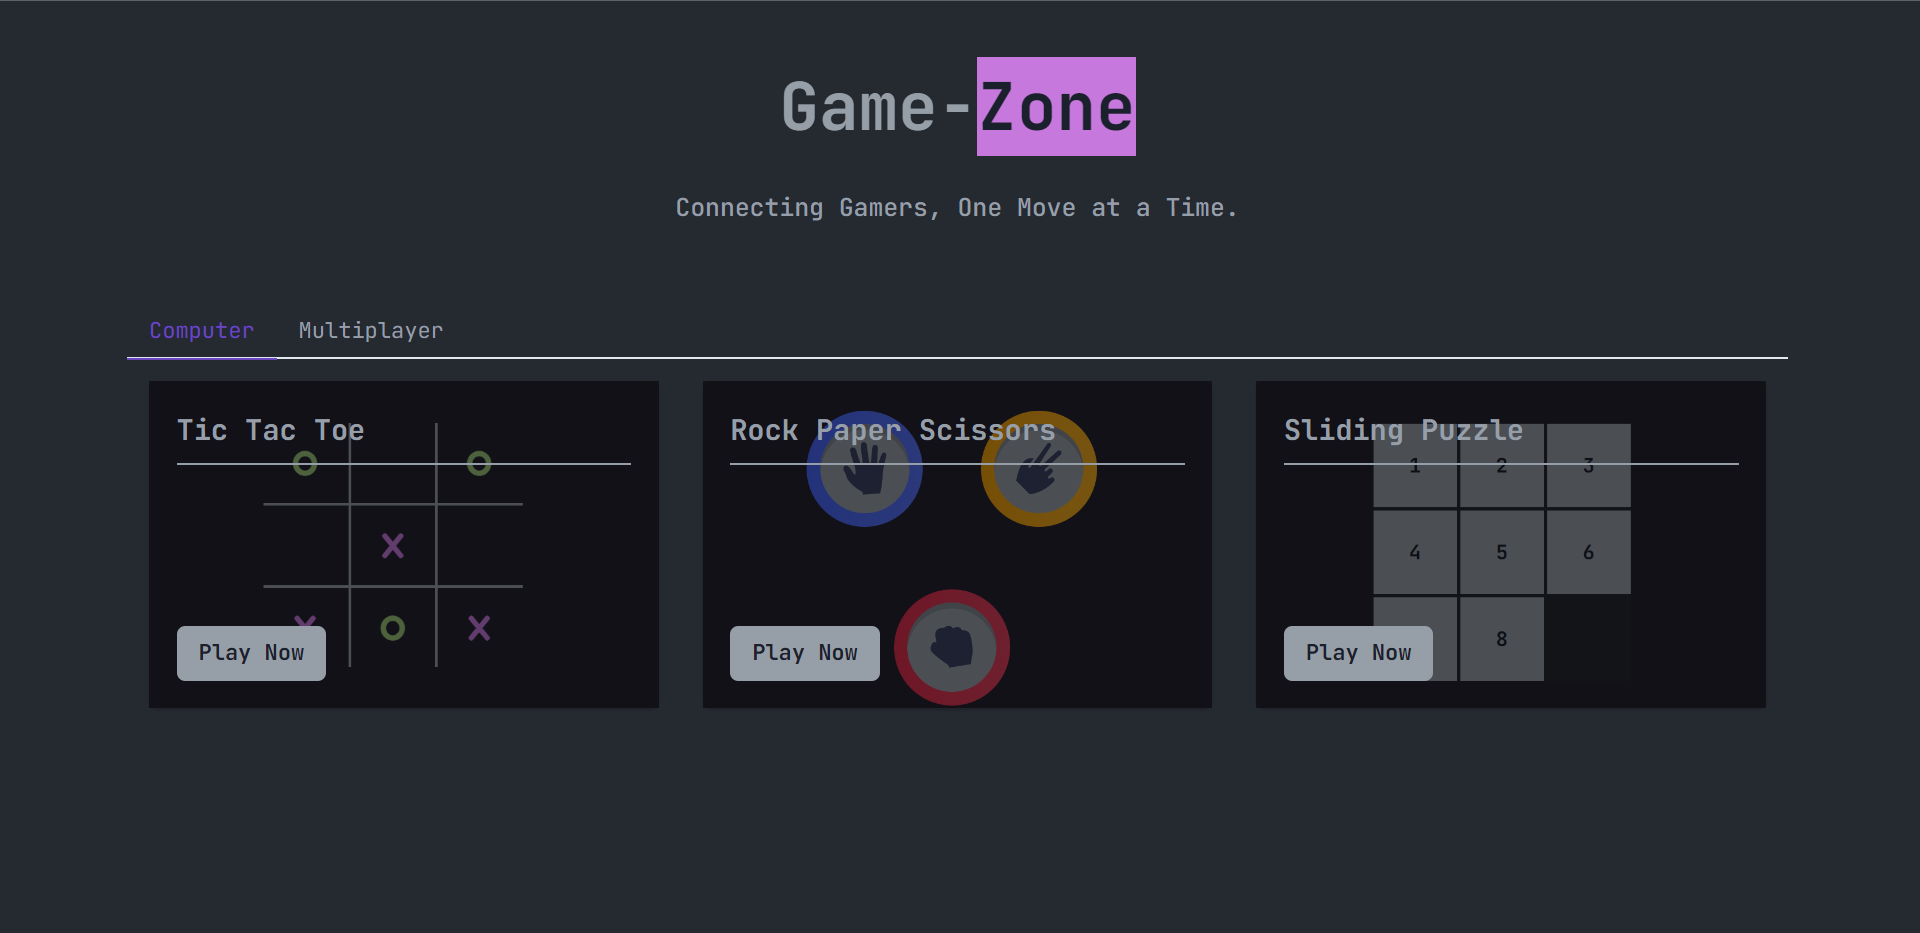 Game-Zone
Connecting Gamers, One Move at a Time.
Computer Multiplayer
Tic Tac Toe
O O
X
X O X
Play Now
Rock Paper Scissors
Play Now
Sliding Puzzle
1 2 3
4 5 6
8
Play Now